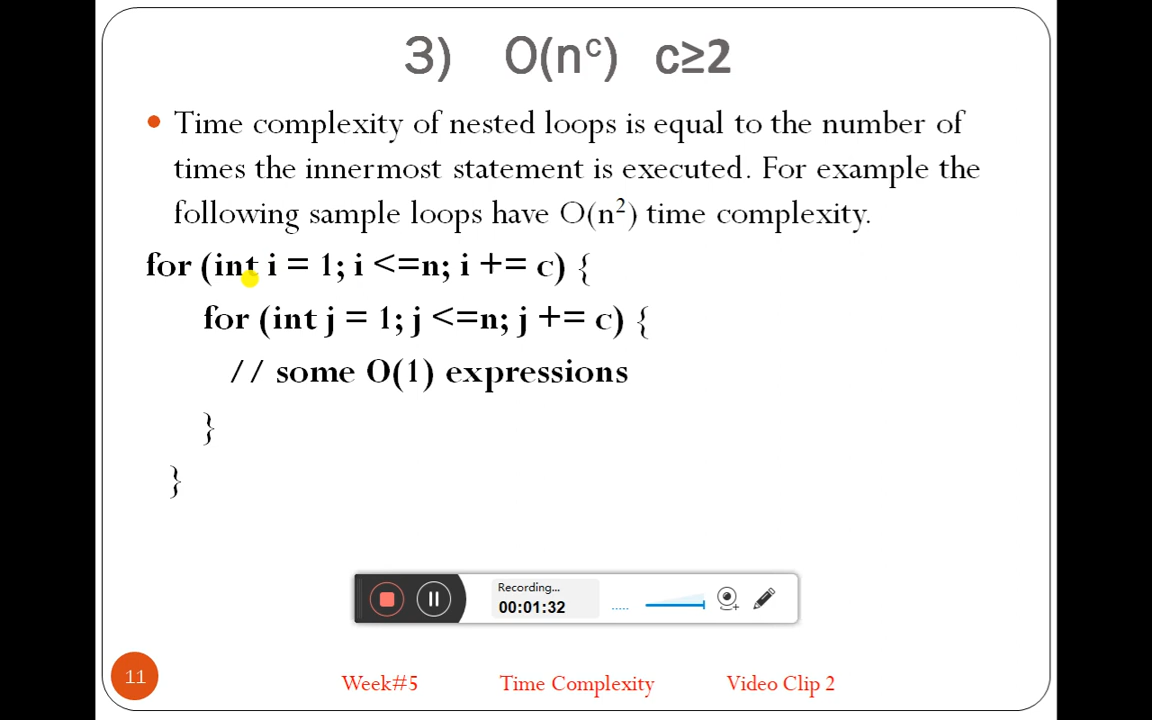 3) O(nᶜ) c≥2
Time complexity of nested loops is equal to the number of
times the innermost statement is executed. For example the
following sample loops have O(n²) time complexity.
for (int i = 1; i <=n; i += c) {
for (int j = 1; j <=n; j += c) {
// some O(1) expressions
}
}
Recording...
00:01:32
11 Week#5 Time Complexity Video Clip 2